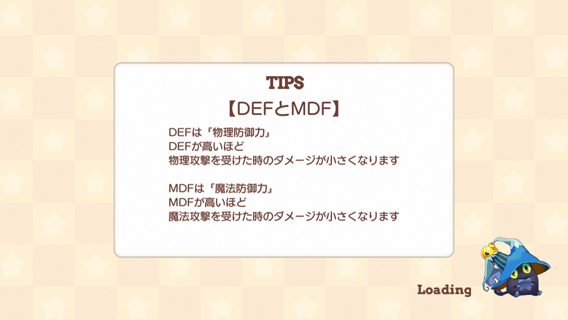 TIPS
【DEFとMDF】
DEFは「物理防御力」
DEFが高いほど
物理攻撃を受けた時のダメージが小さくなります
MDFは「魔法防御力」
MDFが高いほど
魔法攻撃を受けた時のダメージが小さくなります
Loading